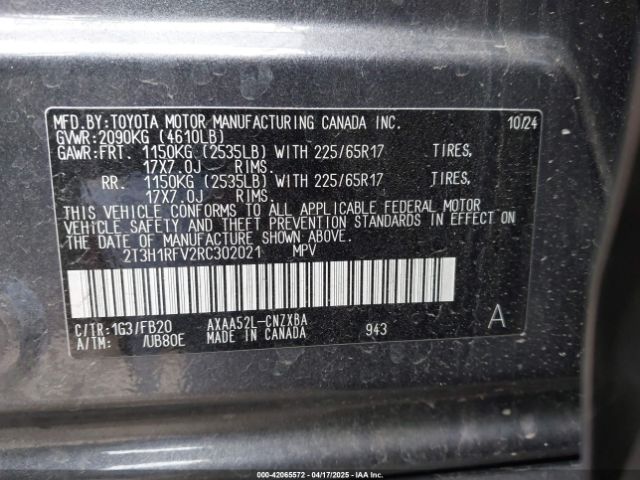 MFD.BY:TOYOTA MOTOR MANUFACTURING CANADA INC. 10/24
GVWR:2090KG (4610LB)
GAWR:FRT. 1150KG (2535LB) WITH 225/65R17 TIRES,
17X7.0J RIMS.
RR. 1150KG (2535LB) WITH 225/65R17 TIRES,
17X7.0J RIMS.
THIS VEHICLE CONFORMS TO ALL APPLICABLE FEDERAL MOTOR
VEHICLE SAFETY AND THEFT PREVENTION STANDARDS IN EFFECT ON
THE DATE OF MANUFACTURE SHOWN ABOVE.
2T3H1RFV2RC302021 MPV
C/TR:1G3/FB20 AXAA52L-CNZXBA
A/TM: /UB80E MADE IN CANADA 943 A
000-42065572 - 04/17/2025 - IAAI.CA